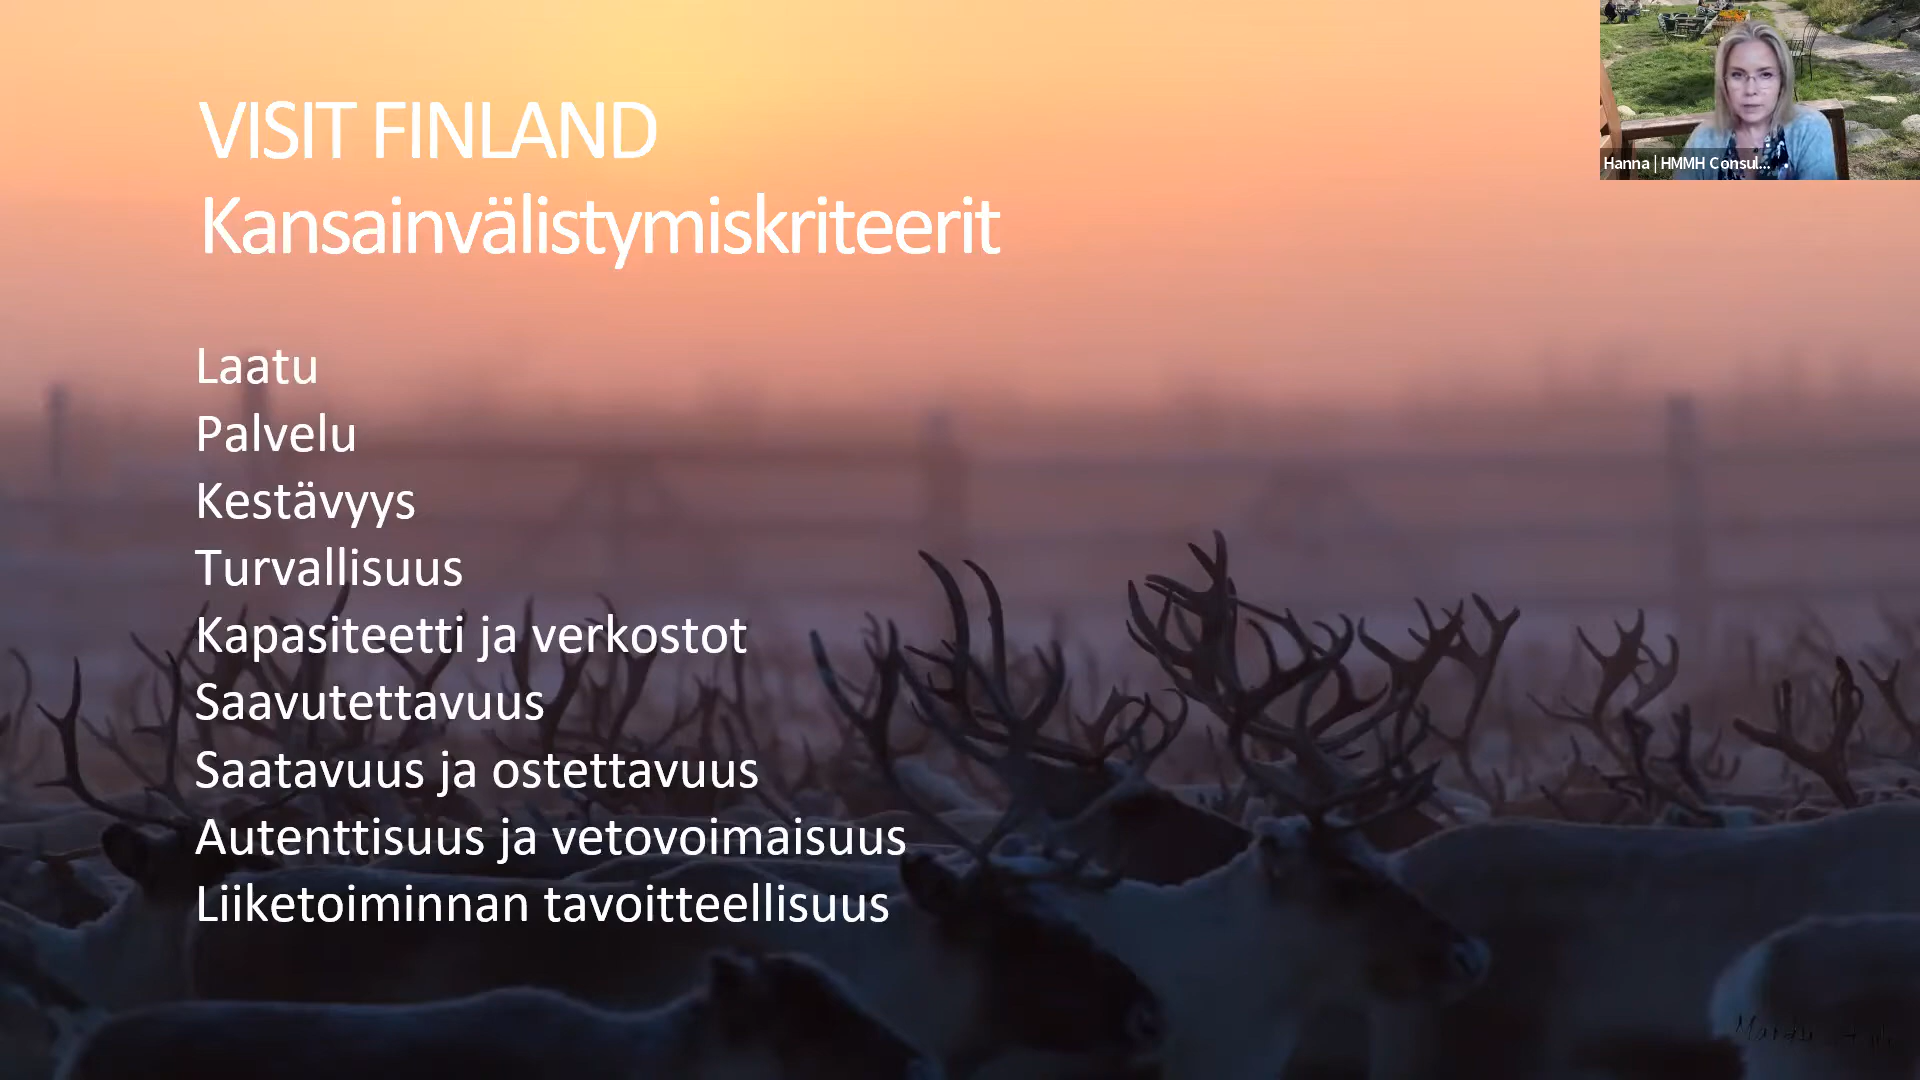 VISIT FINLAND
Kansainvälistymiskriteerit
Laatu
Palvelu
Kestävyys
Turvallisuus
Kapasiteetti ja verkostot
Saavutettavuus
Saatavuus ja ostettavuus
Autenttisuus ja vetovoimaisuus
Liiketoiminnan tavoitteellisuus
Hanna | HMMH Consul...